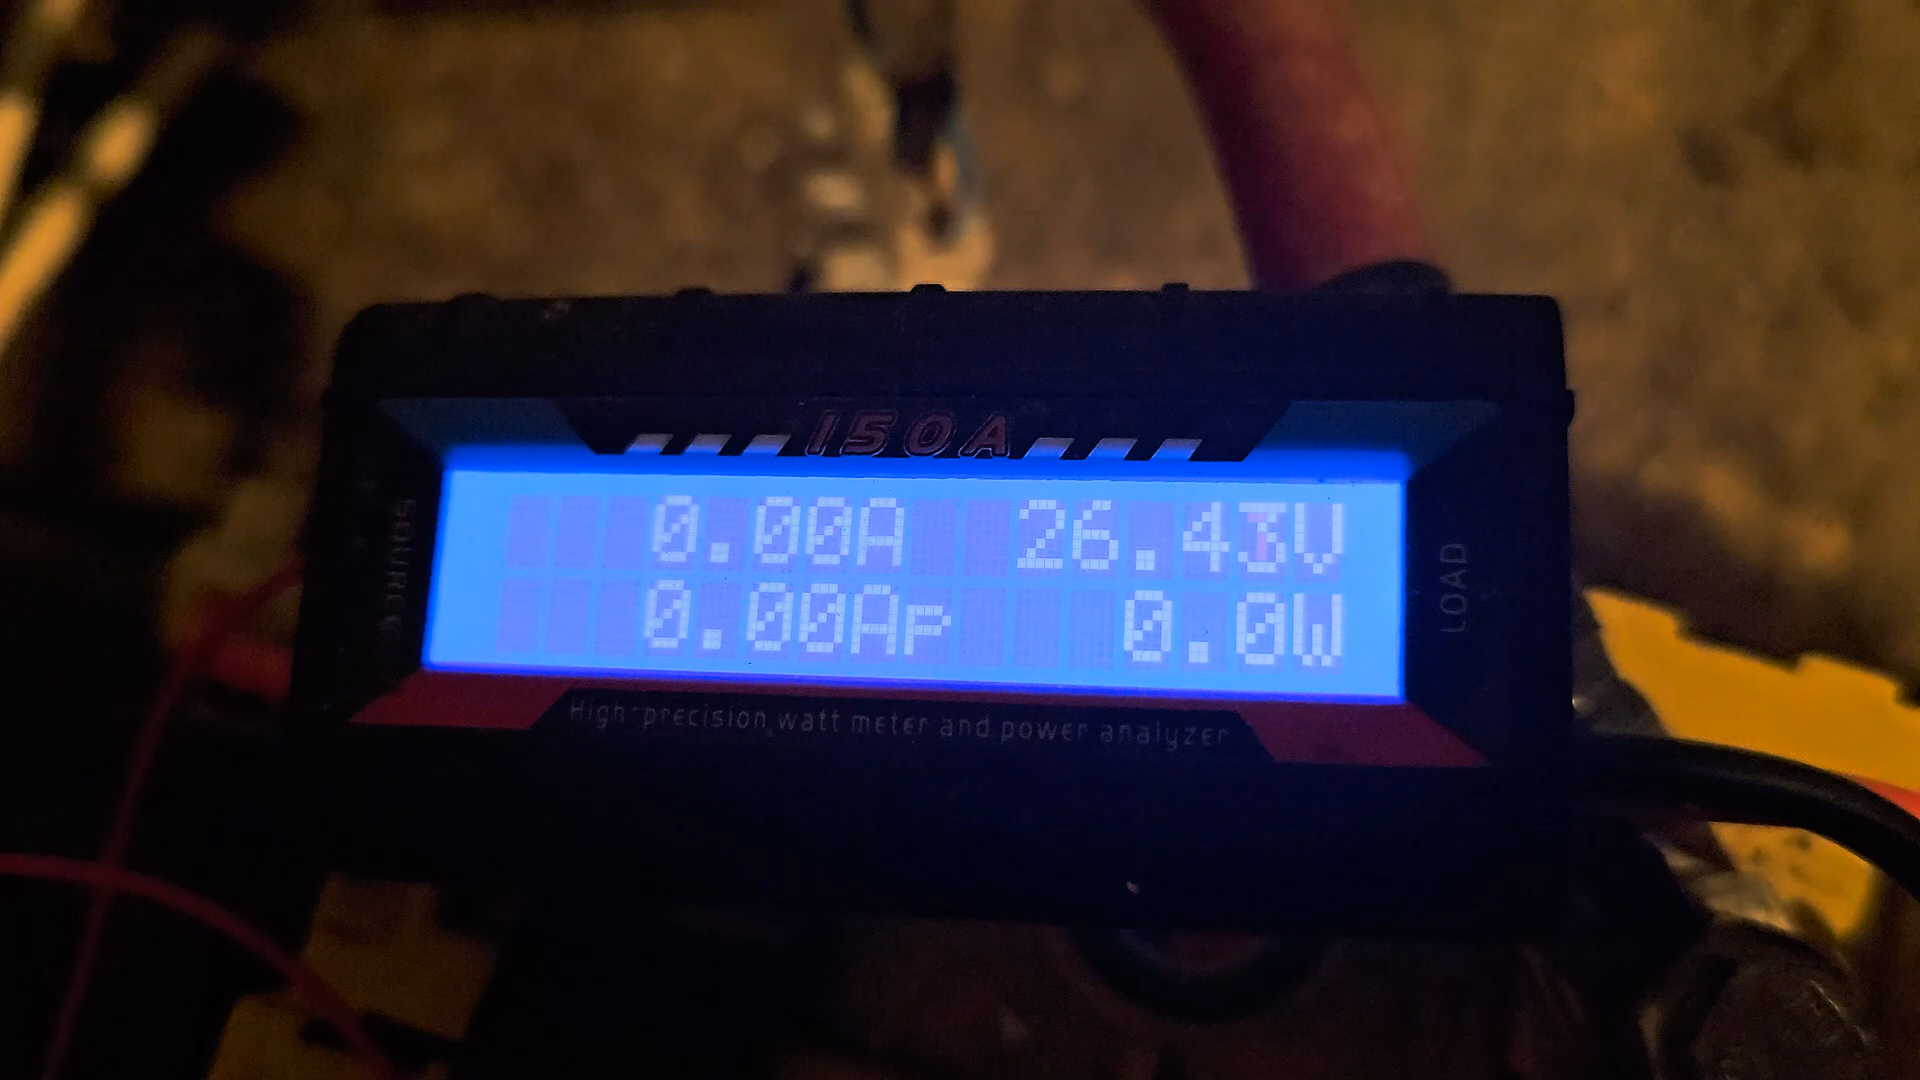 150A
SOURCE
0.00A 26.43V
0.00Ap 0.0W
LOAD
High-precision watt meter and power analyzer